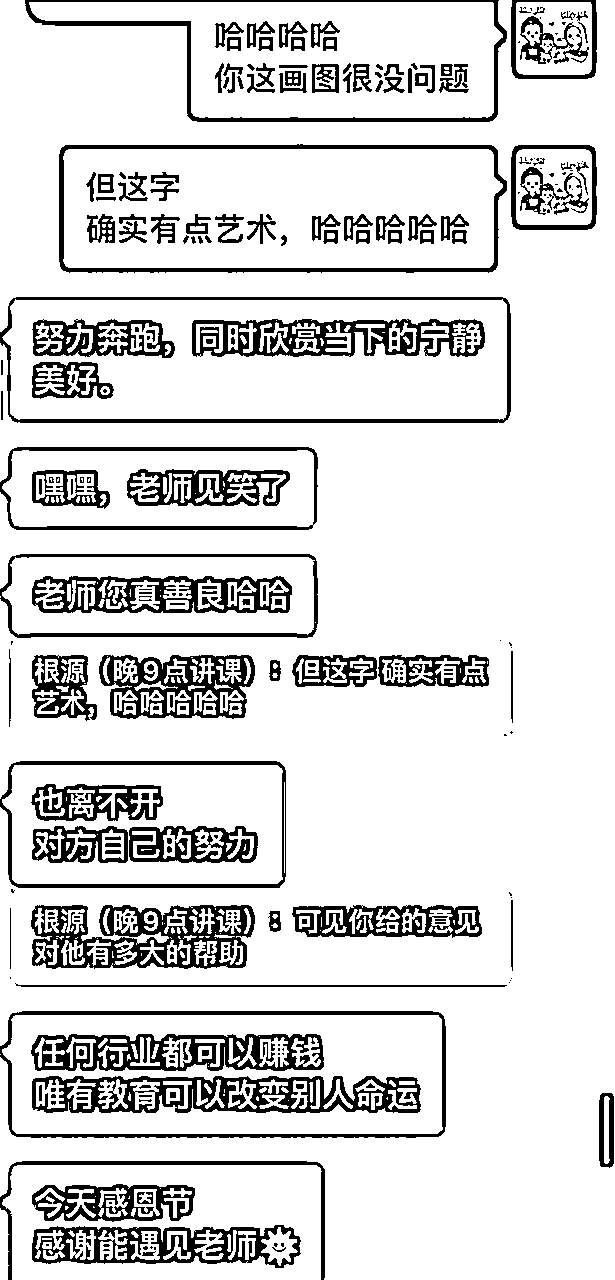 哈哈哈哈
你这画图很没问题
但这字
确实有点艺术，哈哈哈哈哈
努力奔跑，同时欣赏当下的宁静
美好。
嘿嘿，老师见笑了
老师您真善良哈哈
根源（晚9点讲课）：但这字 确实有点
艺术，哈哈哈哈哈
也离不开
对方自己的努力
根源（晚9点讲课）：可见你给的意见
对他有多大的帮助
任何行业都可以赚钱
唯有教育可以改变别人命运
今天感恩节
感谢能遇见老师